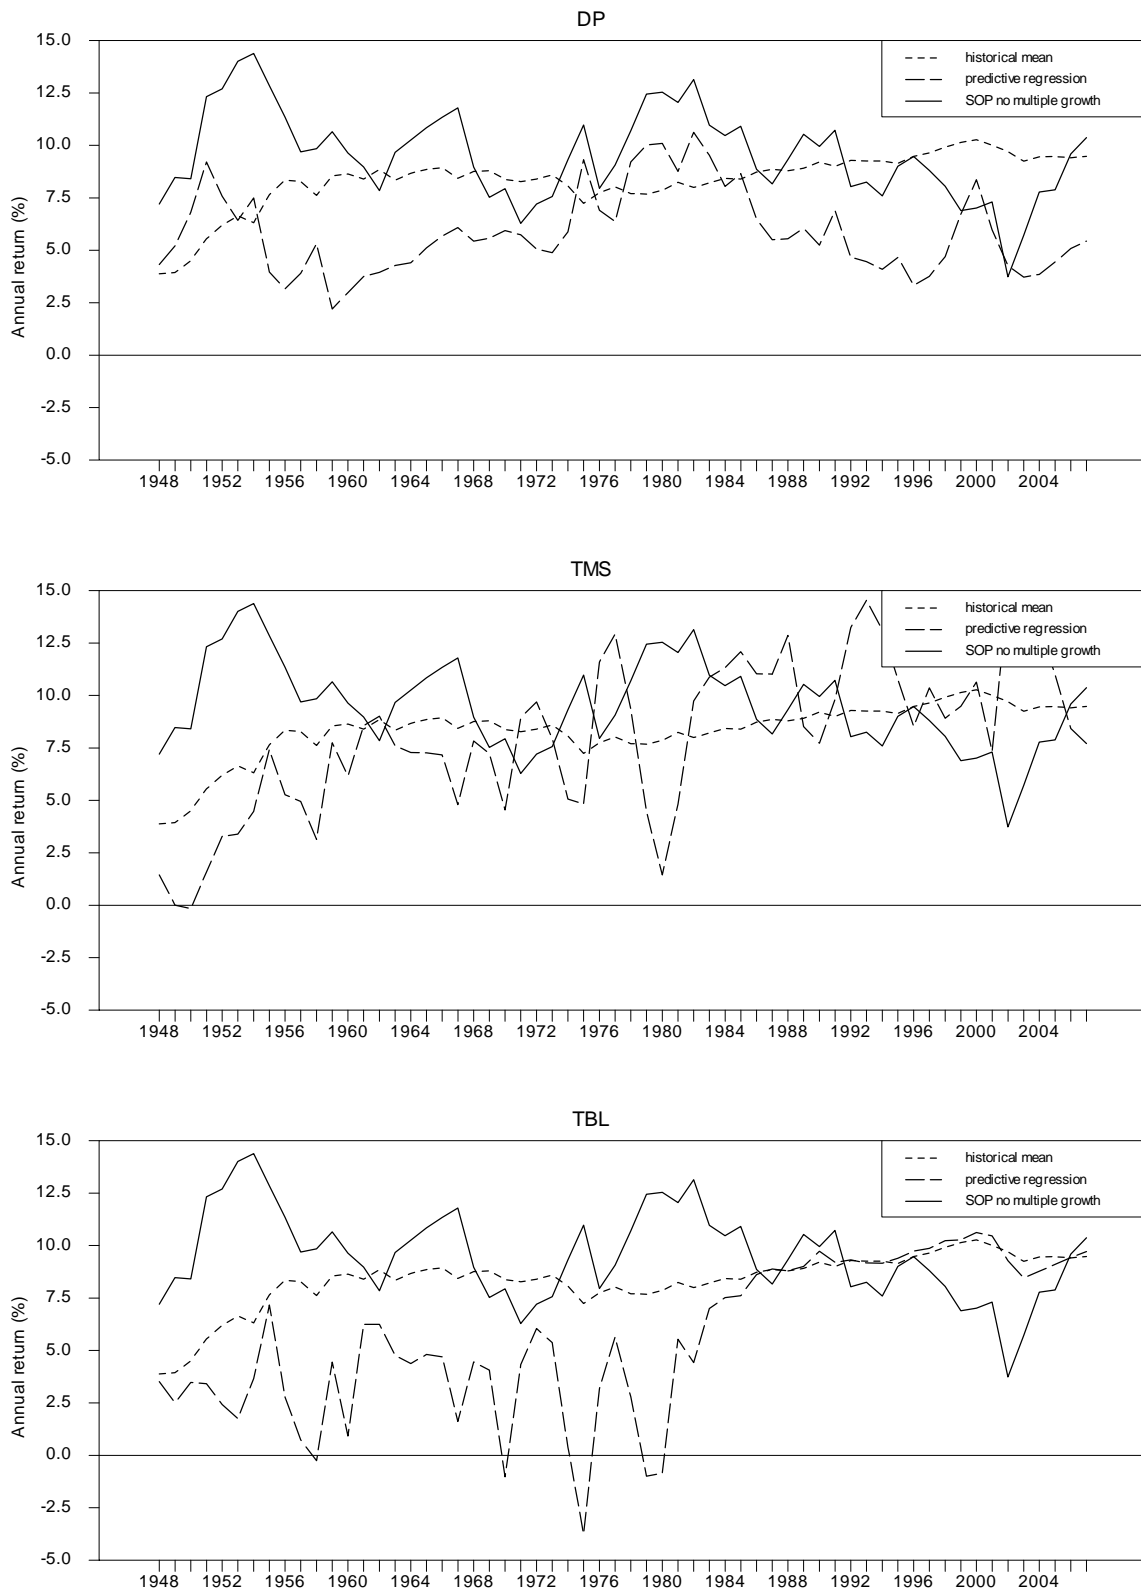 DP
15.0
12.5
10.0
7.5
5.0
2.5
0.0
-2.5
-5.0
Annual return (%)
historical mean
predictive regression
SOP no multiple growth
1948 1952 1956 1960 1964 1968 1972 1976 1980 1984 1988 1992 1996 2000 2004
TMS
15.0
12.5
10.0
7.5
5.0
2.5
0.0
-2.5
-5.0
Annual return (%)
historical mean
predictive regression
SOP no multiple growth
1948 1952 1956 1960 1964 1968 1972 1976 1980 1984 1988 1992 1996 2000 2004
TBL
15.0
12.5
10.0
7.5
5.0
2.5
0.0
-2.5
-5.0
Annual return (%)
historical mean
predictive regression
SOP no multiple growth
1948 1952 1956 1960 1964 1968 1972 1976 1980 1984 1988 1992 1996 2000 2004